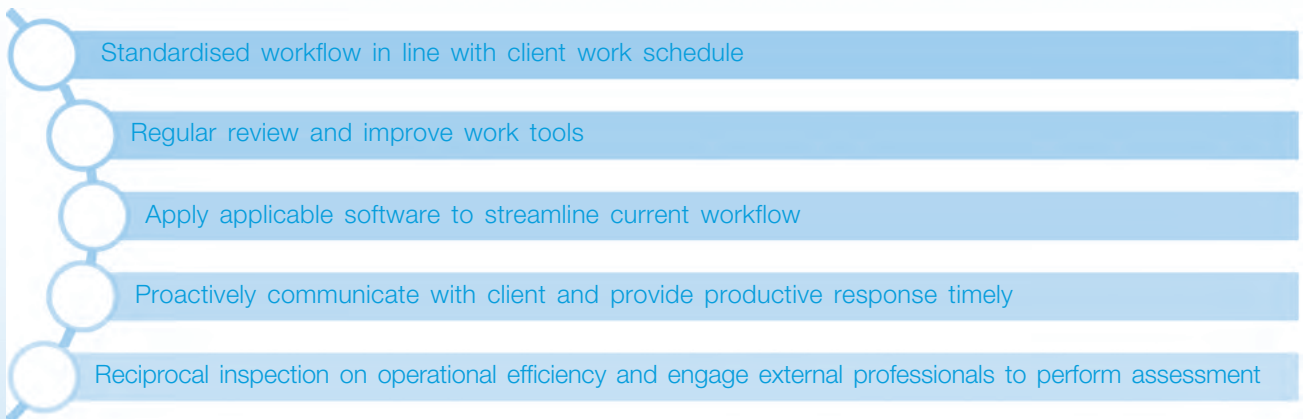 Standardised workflow in line with client work schedule
Regular review and improve work tools
Apply applicable software to streamline current workflow
Proactively communicate with client and provide productive response timely
Reciprocal inspection on operational efficiency and engage external professionals to perform assessment